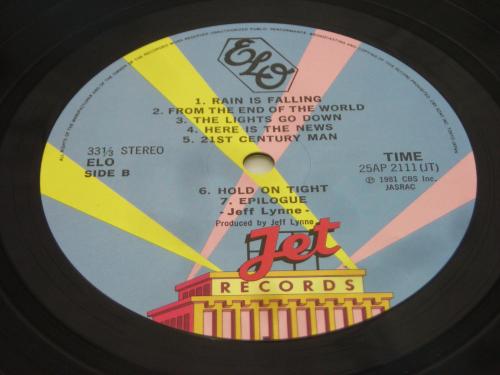 ELO
1. RAIN IS FALLING
2. FROM THE END OF THE WORLD
3. THE LIGHTS GO DOWN
4. HERE IS THE NEWS
5. 21ST CENTURY MAN
33⅓ STEREO
ELO
SIDE B
TIME
25AP 2111 (JT)
Ⓟ 1981 CBS Inc.
JASRAC
6. HOLD ON TIGHT
7. EPILOGUE
- Jeff Lynne -
Produced by Jeff Lynne
Jet
RECORDS